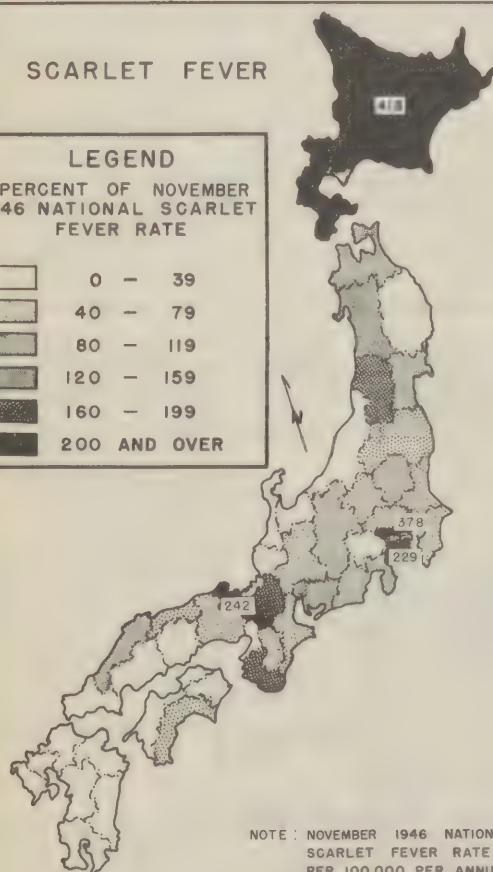 SCARLET FEVER
LEGEND
PERCENT OF NOVEMBER
46 NATIONAL SCARLET
FEVER RATE
0 – 39
40 – 79
80 – 119
120 – 159
160 – 199
200 AND OVER
N
378
229
242
NOTE : NOVEMBER 1946 NATION
SCARLET FEVER RATE
PER 100,000 PER ANNU